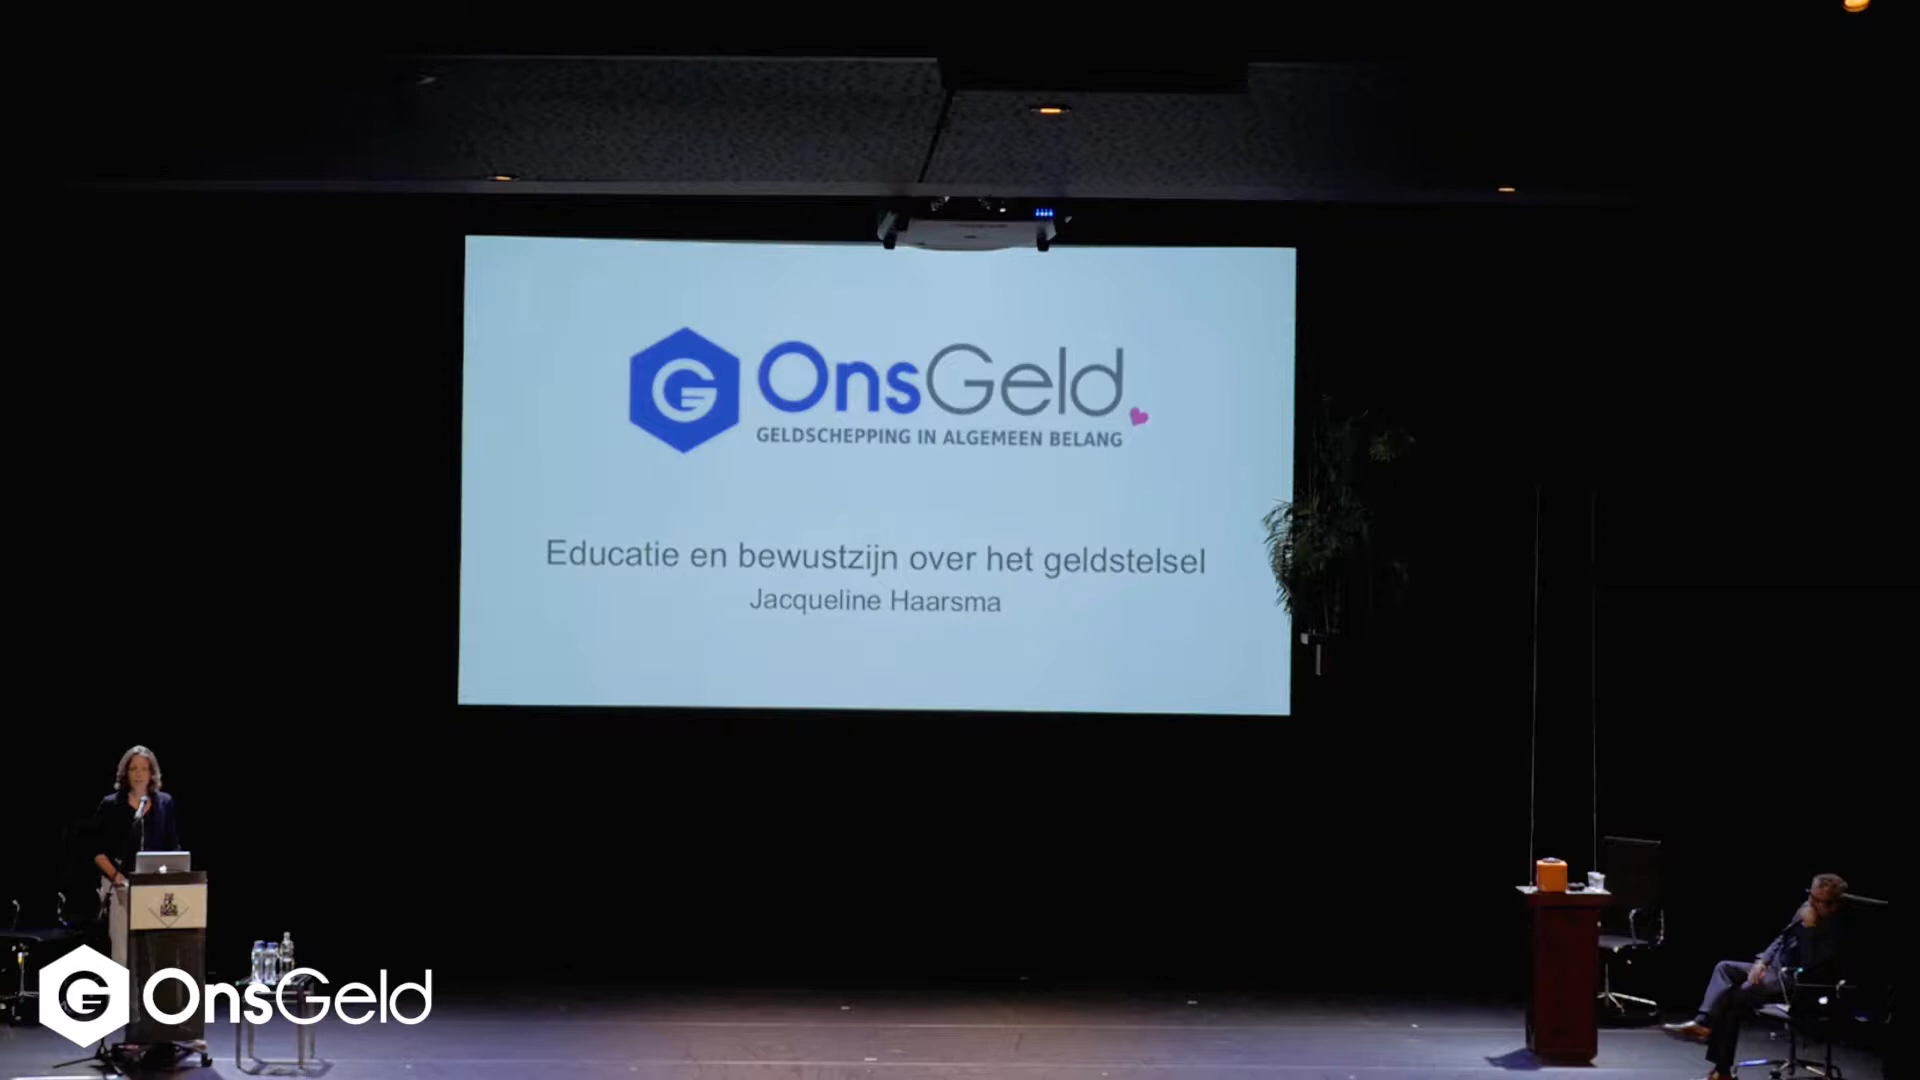 OnsGeld
GELDSCHEPPING IN ALGEMEEN BELANG
Educatie en bewustzijn over het geldstelsel
Jacqueline Haarsma
OnsGeld